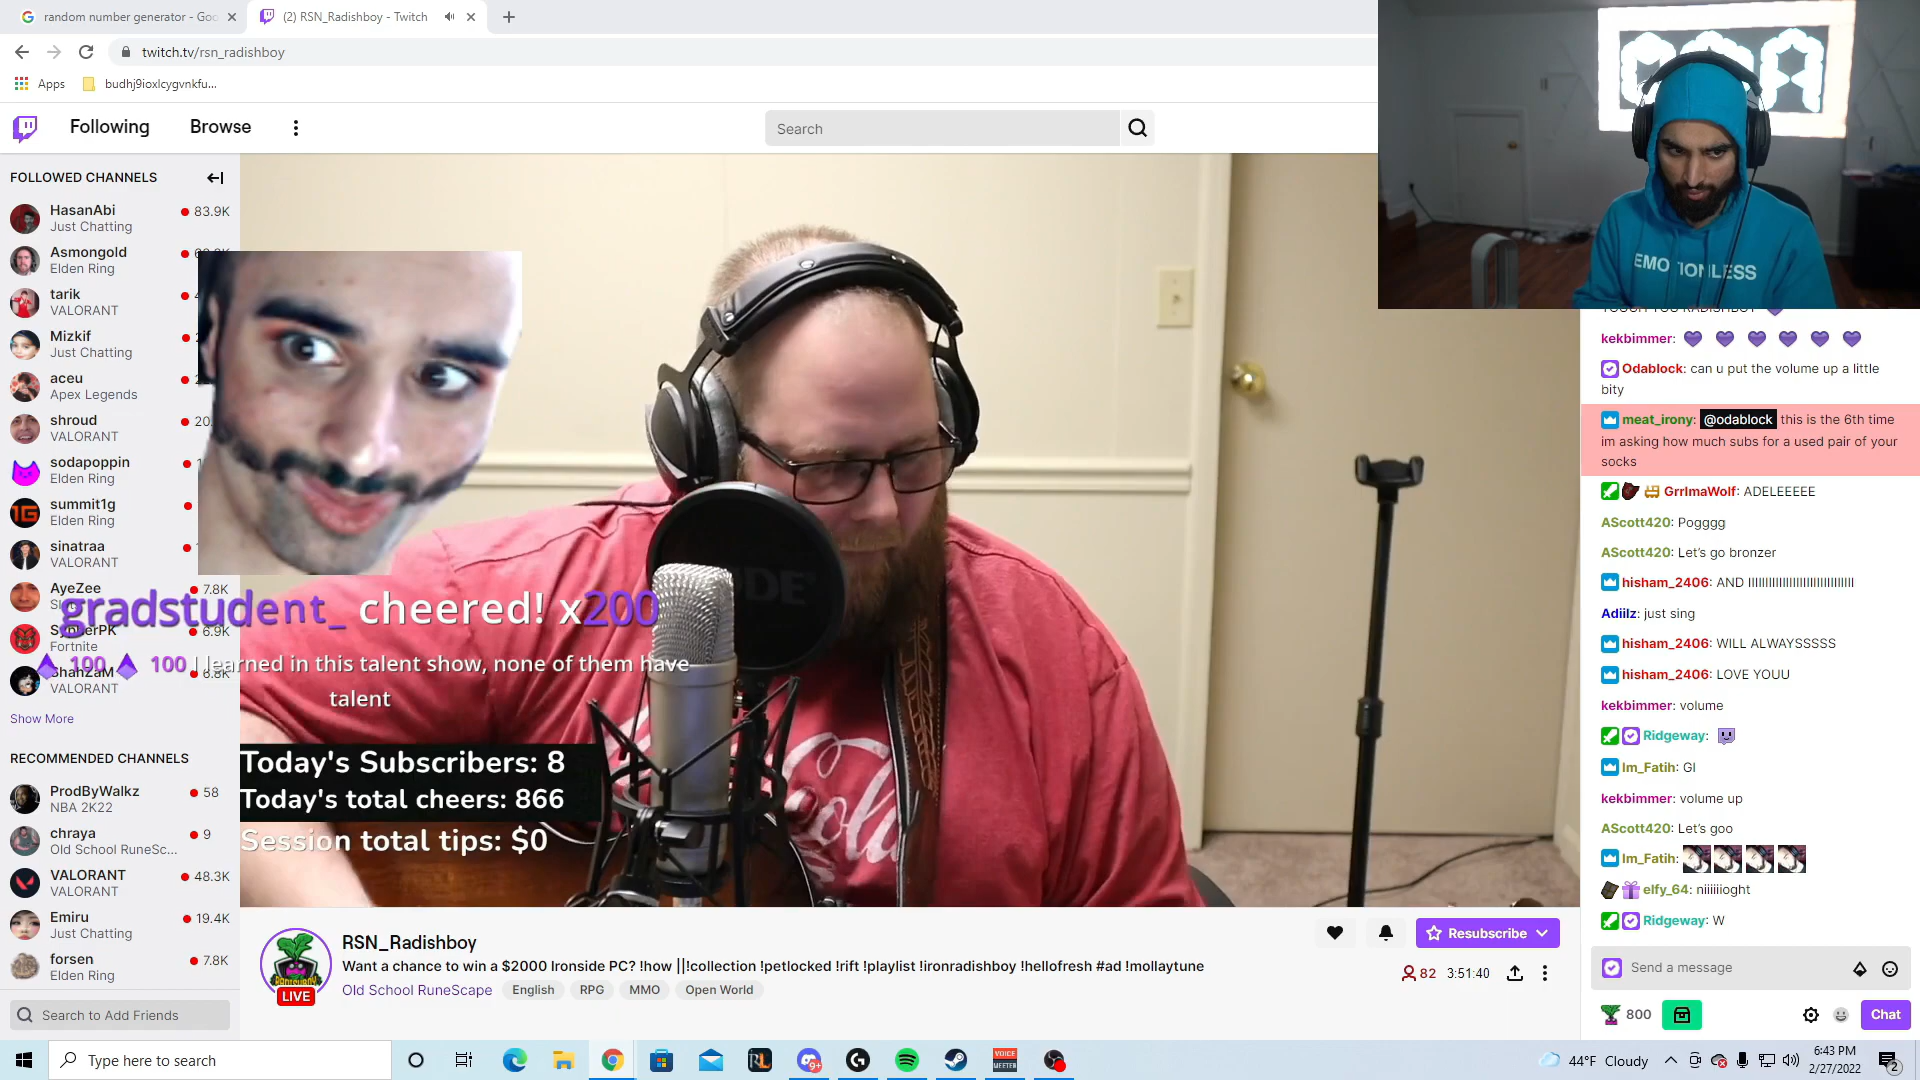 random number generator - Goo
(2) RSN_Radishboy - Twitch
twitch.tv/rsn_radishboy
Apps
budhj9ioxlcygvnkfu...
Following
Browse
Search
EMOTIONLESS
FOLLOWED CHANNELS
HasanAbi
83.9K
Just Chatting
Asmongold
Elden Ring
tarik
VALORANT
Mizkif
Just Chatting
aceu
Apex Legends
shroud
20.
VALORANT
sodapoppin
Elden Ring
summit1g
Elden Ring
sinatraa
VALORANT
AyeZee
7.8K
SypherPK
6.9K
Fortnite
ShahZaM
6.8K
VALORANT
Show More
RECOMMENDED CHANNELS
ProdByWalkz
58
NBA 2K22
chraya
9
Old School RuneSc...
VALORANT
48.3K
VALORANT
Emiru
19.4K
Just Chatting
forsen
7.8K
Elden Ring
Search to Add Friends
gradstudent_ cheered! x200
100 100 I learned in this talent show, none of them have
talent
Today's Subscribers: 8
Today's total cheers: 866
Session total tips: $0
RSN_Radishboy
Want a chance to win a $2000 Ironside PC? !how ||!collection !petlocked !rift !playlist !ironradishboy !hellofresh #ad !mollaytune
Old School RuneScape
English
RPG
MMO
Open World
LIVE
Resubscribe
82
3:51:40
kekbimmer:
Odablock: can u put the volume up a little
bity
meat_irony: @odablock this is the 6th time
im asking how much subs for a used pair of your
socks
GrrImaWolf: ADELEEEEE
AScott420: Pogggg
AScott420: Let's go bronzer
hisham_2406: AND IIIIIIIIIIIIIIIIIIIIIIIIIIIIIIII
Adiilz: just sing
hisham_2406: WILL ALWAYSSSSS
hisham_2406: LOVE YOUU
kekbimmer: volume
Ridgeway:
Im_Fatih: GI
kekbimmer: volume up
AScott420: Let's goo
Im_Fatih:
elfy_64: niiiiiioght
Ridgeway: W
Send a message
800
Chat
Type here to search
VOICE
MEETER
44°F Cloudy
6:43 PM
2/27/2022
2